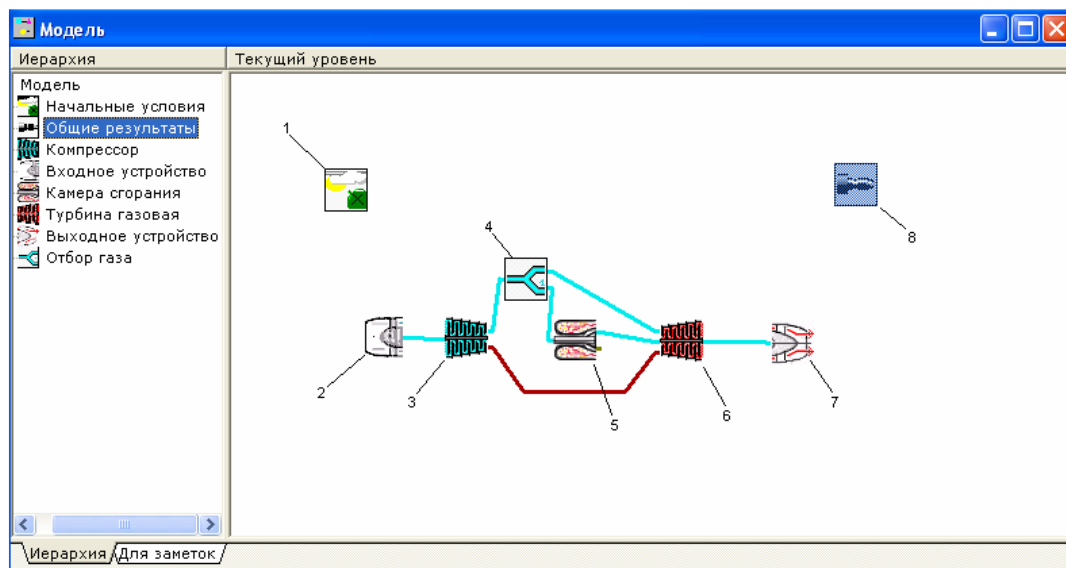 Модель
Иерархия
Текущий уровень
Модель
Начальные условия
Общие результаты
Компрессор
Входное устройство
Камера сгорания
Турбина газовая
Выходное устройство
Отбор газа
1
8
4
2
3
5
6
7
Иерархия
Для заметок